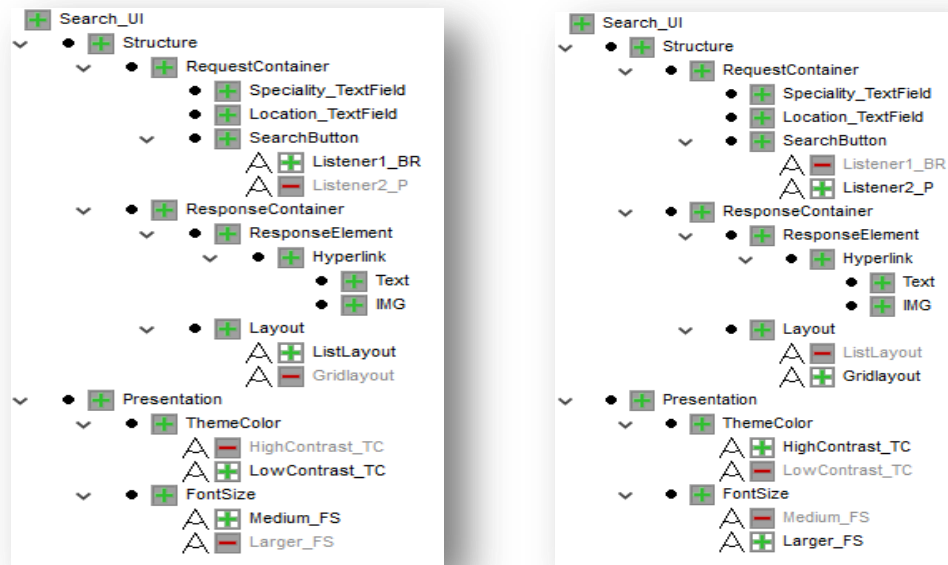 Search_UI
Structure
RequestContainer
Speciality_TextField
Location_TextField
SearchButton
Listener1_BR
Listener2_P
ResponseContainer
ResponseElement
Hyperlink
Text
IMG
Layout
ListLayout
Gridlayout
Presentation
ThemeColor
HighContrast_TC
LowContrast_TC
FontSize
Medium_FS
Larger_FS
Search_UI
Structure
RequestContainer
Speciality_TextField
Location_TextField
SearchButton
Listener1_BR
Listener2_P
ResponseContainer
ResponseElement
Hyperlink
Text
IMG
Layout
ListLayout
Gridlayout
Presentation
ThemeColor
HighContrast_TC
LowContrast_TC
FontSize
Medium_FS
Larger_FS